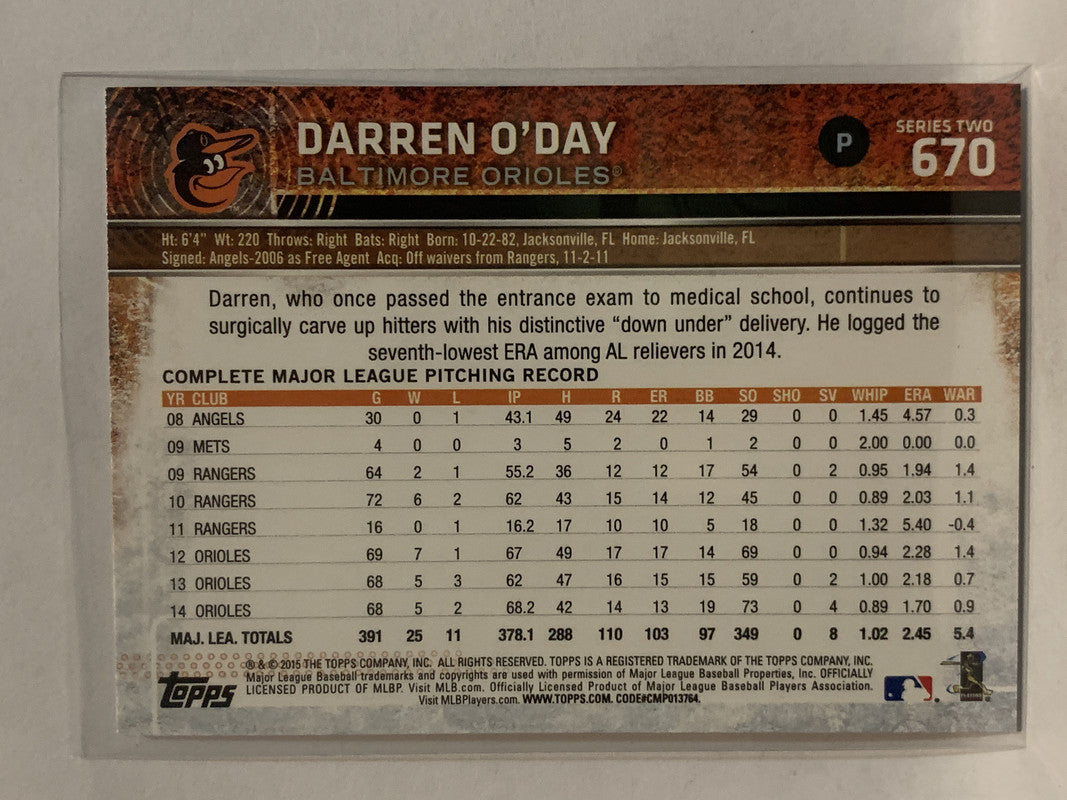 DARREN O'DAY
BALTIMORE ORIOLES®
P
SERIES TWO
670
Ht: 6'4" Wt: 220 Throws: Right Bats: Right Born: 10-22-82, Jacksonville, FL Home: Jacksonville, FL
Signed: Angels-2006 as Free Agent Acq: Off waivers from Rangers, 11-2-11
Darren, who once passed the entrance exam to medical school, continues to
surgically carve up hitters with his distinctive “down under” delivery. He logged the
seventh-lowest ERA among AL relievers in 2014.
COMPLETE MAJOR LEAGUE PITCHING RECORD
YR CLUB G W L IP H R ER BB SO SHO SV WHIP ERA WAR
08 ANGELS 30 0 1 43.1 49 24 22 14 29 0 0 1.45 4.57 0.3
09 METS 4 0 0 3 5 2 0 1 2 0 0 2.00 0.00 0.0
09 RANGERS 64 2 1 55.2 36 12 12 17 54 0 2 0.95 1.94 1.4
10 RANGERS 72 6 2 62 43 15 14 12 45 0 0 0.89 2.03 1.1
11 RANGERS 16 0 1 16.2 17 10 10 5 18 0 0 1.32 5.40 -0.4
12 ORIOLES 69 7 1 67 49 17 17 14 69 0 0 0.94 2.28 1.4
13 ORIOLES 68 5 3 62 47 16 15 15 59 0 2 1.00 2.18 0.7
14 ORIOLES 68 5 2 68.2 42 14 13 19 73 0 4 0.89 1.70 0.9
MAJ. LEA. TOTALS 391 25 11 378.1 288 110 103 97 349 0 8 1.02 2.45 5.4
® & © 2015 THE TOPPS COMPANY, INC. ALL RIGHTS RESERVED. TOPPS IS A REGISTERED TRADEMARK OF THE TOPPS COMPANY, INC.
Major League Baseball trademarks and copyrights are used with permission of Major League Baseball Properties, Inc. OFFICIALLY
LICENSED PRODUCT OF MLBP. Visit MLB.com. Officially Licensed Product of Major League Baseball Players Association.
Visit MLBPlayers.com. WWW.TOPPS.COM. CODE#CMP013764.
topps